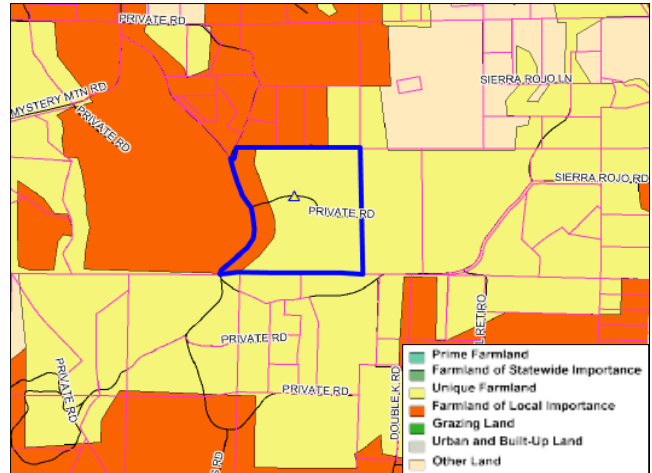 PRIVATE RD
SIERRA ROJO LN
MYSTERY MTN RD
PRIVATE RD
SIERRA ROJO RD
PRIVATE RD
L RETIRO
PRIVATE RD
PRIVATE RD
PRIVATE RD
DOUBLE K RD
S RD
Prime Farmland
Farmland of Statewide Importance
Unique Farmland
Farmland of Local Importance
Grazing Land
Urban and Built-Up Land
Other Land